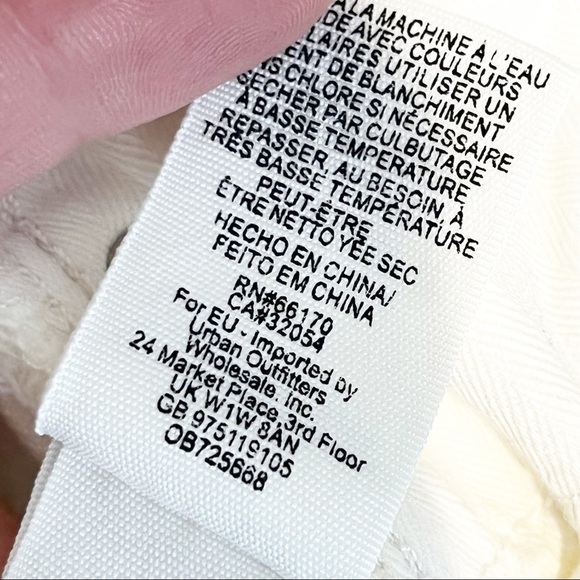 À LA MACHINE À L'EAU
DE AVEC COULEURS
LAIRES UTILISER UN
ENT DE BLANCHIMENT
NS CHLORE SI NÉCESSAIRE
SÉCHER PAR CULBUTAGE
À BASSE TEMPÉRATURE
REPASSER, AU BESOIN, À
TRÈS BASSE TEMPÉRATURE
PEUT-ÊTRE
ÊTRE NETTO YÉE SEC
HECHO EN CHINA/
FEITO EM CHINA
RN#66170
CA#32054
For EU - Imported by
Urban Outfitters
Wholesale, Inc.
24 Market Place, 3rd Floor
UK W1W 8AN
GB 975119105
OB725668